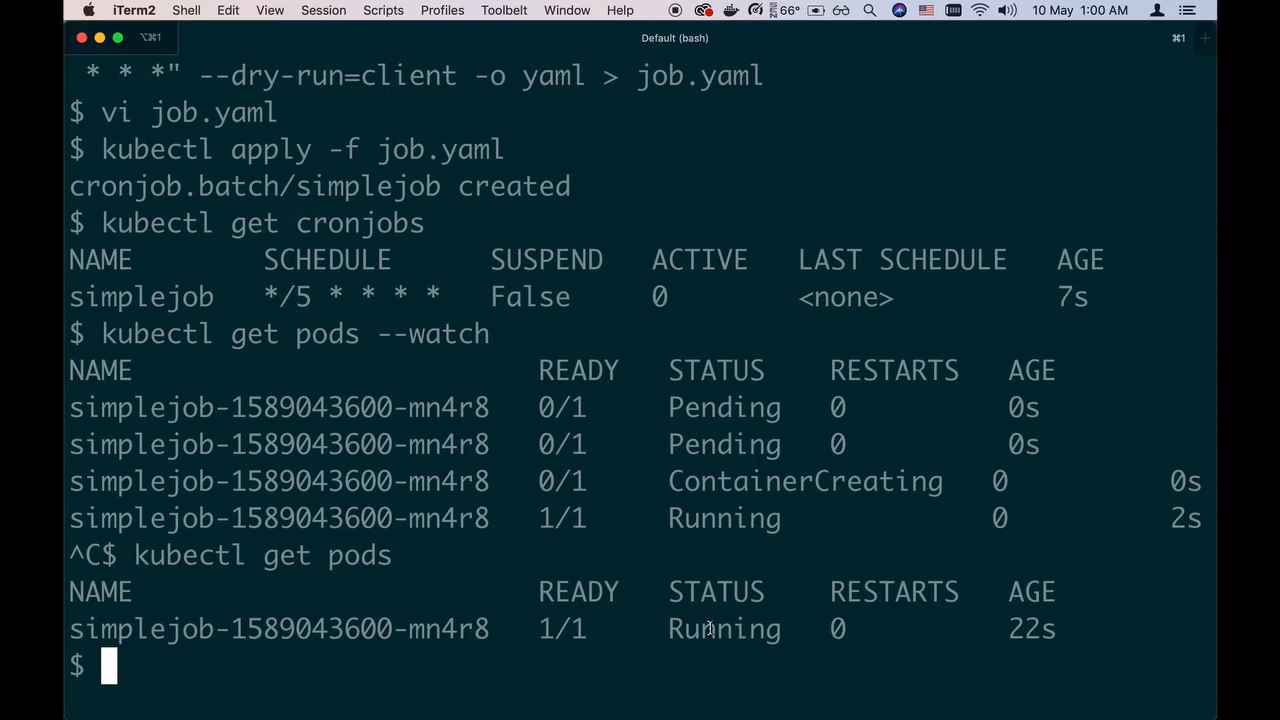 iTerm2 Shell Edit View Session Scripts Profiles Toolbelt Window Help 10 May 1:00 AM
⌥⌘1 Default (bash) ⌘1
* * *" --dry-run=client -o yaml > job.yaml
$ vi job.yaml
$ kubectl apply -f job.yaml
cronjob.batch/simplejob created
$ kubectl get cronjobs
NAME SCHEDULE SUSPEND ACTIVE LAST SCHEDULE AGE
simplejob */5 * * * * False 0 <none> 7s
$ kubectl get pods --watch
NAME READY STATUS RESTARTS AGE
simplejob-1589043600-mn4r8 0/1 Pending 0 0s
simplejob-1589043600-mn4r8 0/1 Pending 0 0s
simplejob-1589043600-mn4r8 0/1 ContainerCreating 0 0s
simplejob-1589043600-mn4r8 1/1 Running 0 2s
^C$ kubectl get pods
NAME READY STATUS RESTARTS AGE
simplejob-1589043600-mn4r8 1/1 Running 0 22s
$